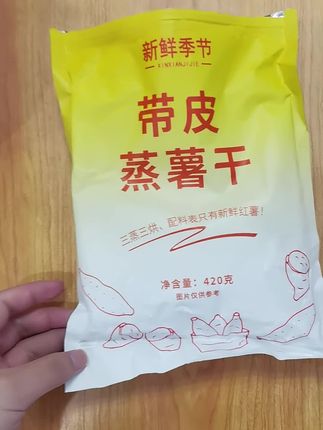 新鲜季节
XINXIANJIJIE
带皮
蒸薯干
三蒸三烘、配料表只有新鲜红薯！
净含量：420克
图片仅供参考